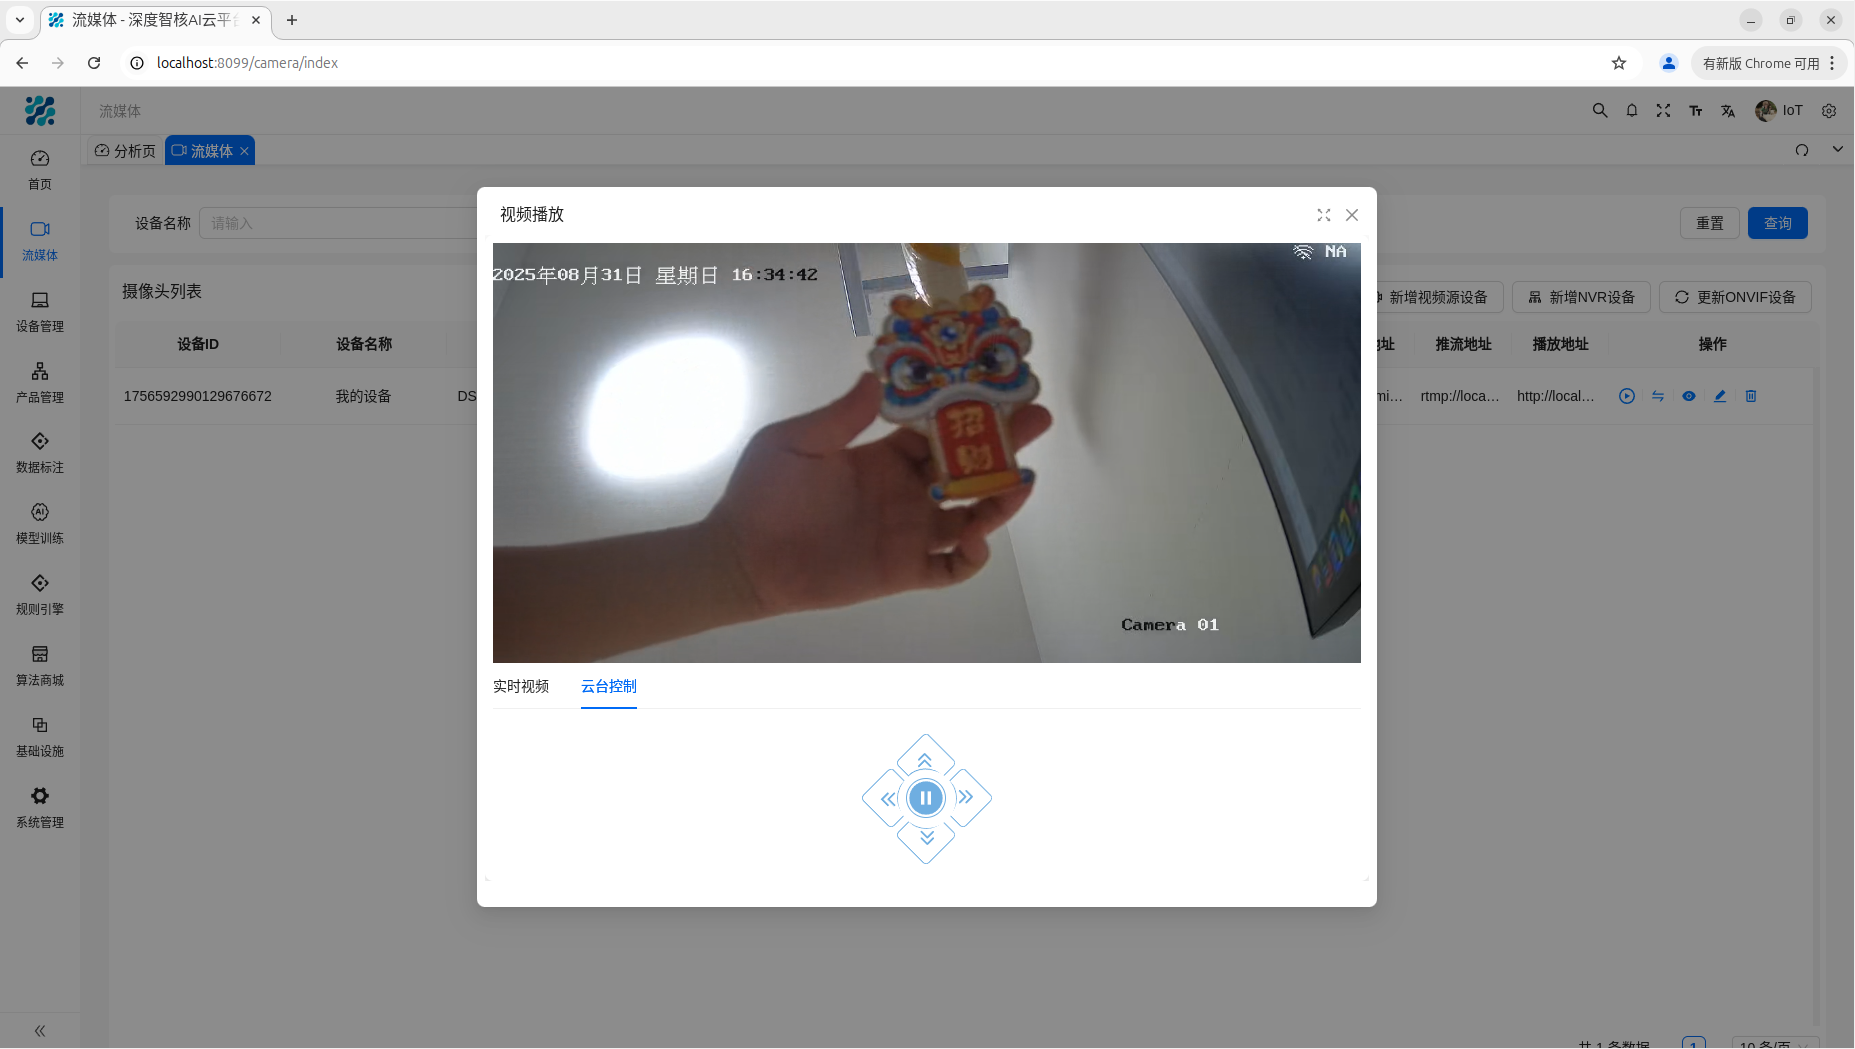 流媒体 - 深度智核AI云平
localhost:8099/camera/index
有新版 Chrome 可用
流媒体
IoT
分析页
流媒体
首页
流媒体
设备管理
产品管理
数据标注
模型训练
规则引擎
算法商城
基础设施
系统管理
设备名称
请输入
重置
查询
摄像头列表
新增视频源设备
新增NVR设备
更新ONVIF设备
设备ID
设备名称
地址
推流地址
播放地址
操作
1756592990129676672
我的设备
DS
mi...
rtmp://loca...
http://local...
视频播放
NA
2025年08月31日 星期日 16:34:42
招
财
Camera 01
实时视频
云台控制
共 1 条数据
1
10 条/页